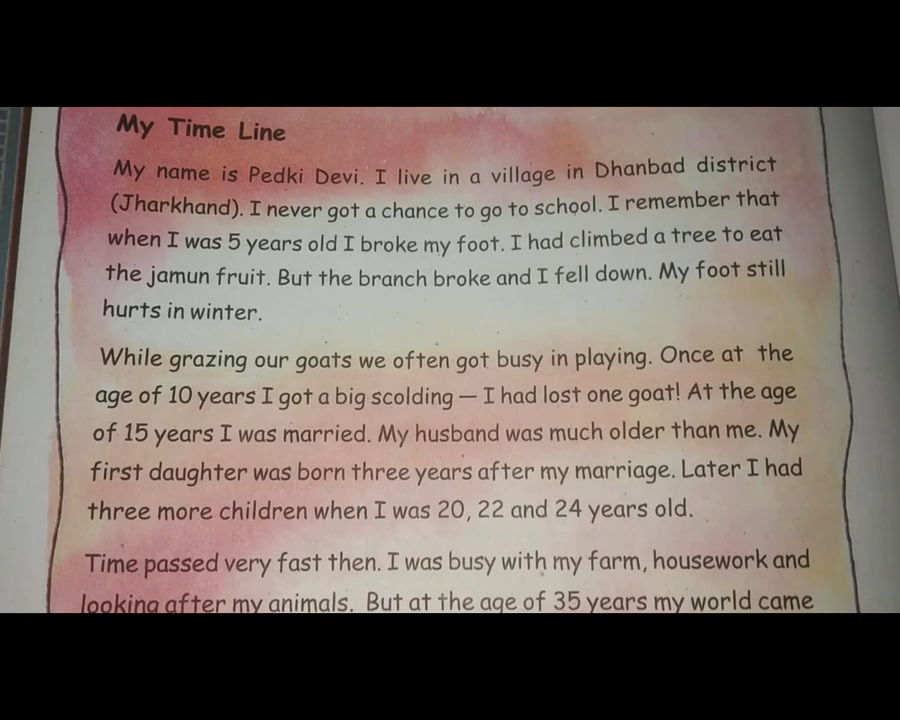 My Time Line
My name is Pedki Devi. I live in a village in Dhanbad district
(Jharkhand). I never got a chance to go to school. I remember that
when I was 5 years old I broke my foot. I had climbed a tree to eat
the jamun fruit. But the branch broke and I fell down. My foot still
hurts in winter.
While grazing our goats we often got busy in playing. Once at the
age of 10 years I got a big scolding — I had lost one goat! At the age
of 15 years I was married. My husband was much older than me. My
first daughter was born three years after my marriage. Later I had
three more children when I was 20, 22 and 24 years old.
Time passed very fast then. I was busy with my farm, housework and
looking after my animals. But at the age of 35 years my world came